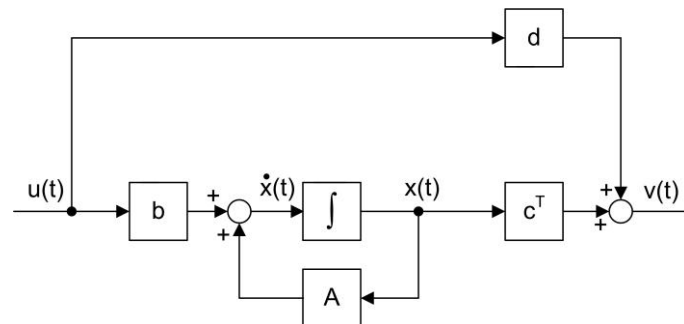 d
u(t)
b
+
+
ẋ(t)
∫
x(t)
cᵀ
+
+
v(t)
A